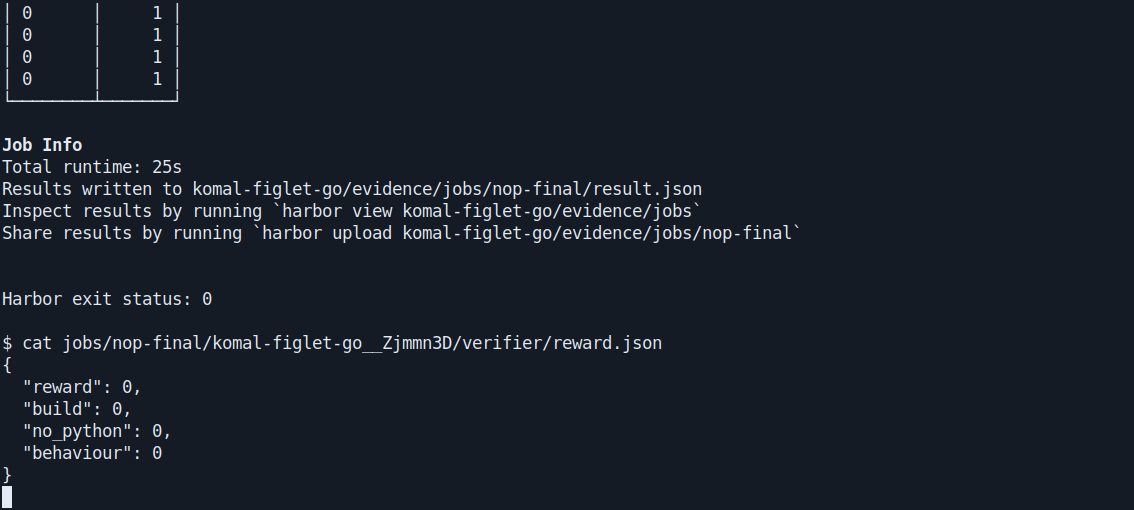 │ 0      │     1 │
│ 0      │     1 │
│ 0      │     1 │
│ 0      │     1 │
Job Info
Total runtime: 25s
Results written to komal-figlet-go/evidence/jobs/nop-final/result.json
Inspect results by running `harbor view komal-figlet-go/evidence/jobs`
Share results by running `harbor upload komal-figlet-go/evidence/jobs/nop-final`
Harbor exit status: 0
$ cat jobs/nop-final/komal-figlet-go__Zjmmn3D/verifier/reward.json
{
  "reward": 0,
  "build": 0,
  "no_python": 0,
  "behaviour": 0
}